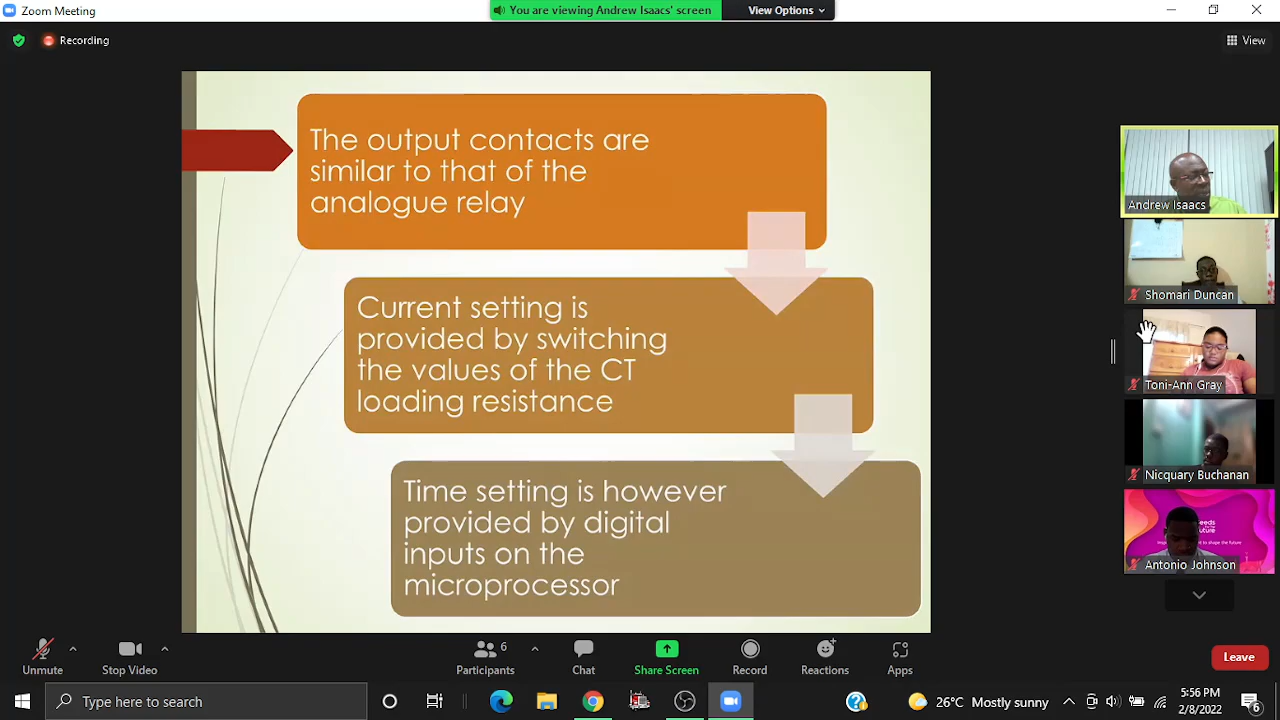 Zoom Meeting
You are viewing Andrew Isaacs' screen
View Options
Recording
View
The output contacts are
similar to that of the
analogue relay
Current setting is
provided by switching
the values of the CT
loading resistance
Time setting is however
provided by digital
inputs on the
microprocessor
Andrew Isaacs
Shomari Duncan
Toni-Ann Gray
Nicquary Buchanan
Antonio Johnson
Unmute
Stop Video
6
Participants
Chat
Share Screen
Record
Reactions
Apps
Leave
Type here to search
26°C Mostly sunny
5:56 PM
2/8/2022
6